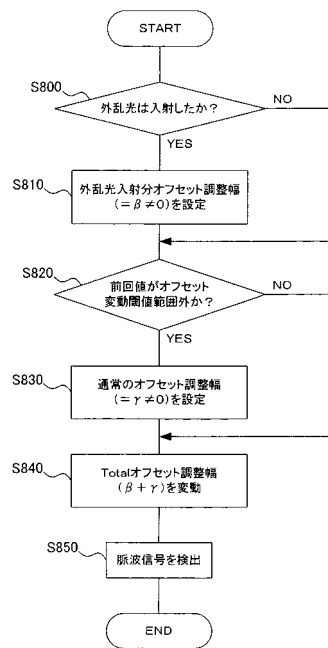 START
S800
外乱光は入射したか？
NO
YES
S810
外乱光入射分オフセット調整幅
(＝β≠0)を設定
S820
前回値がオフセット
変動閾値範囲外か？
NO
YES
S830
通常のオフセット調整幅
(＝γ≠0)を設定
S840
Totalオフセット調整幅
(β＋γ)を変動
S850
脈波信号を検出
END